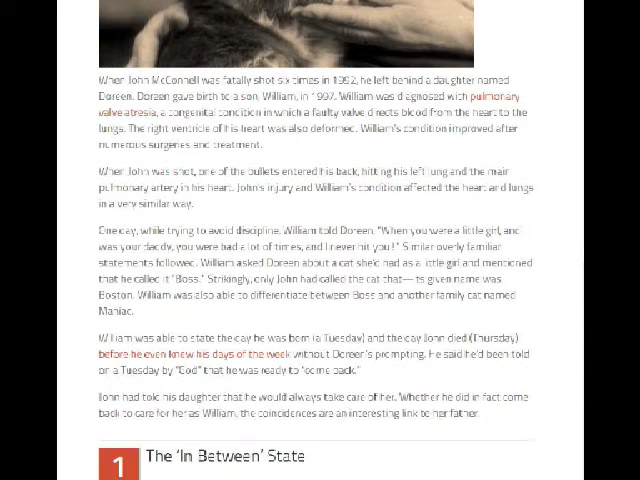 When John McConnell was fatally shot six times in 1992, he left behind a daughter named
Doreen. Doreen gave birth to a son, William, in 1997. William was diagnosed with pulmonary
valve atresia, a congenital condition in which a faulty valve directs blood from the heart to the
lungs. The right ventricle of his heart was also deformed. William's condition improved after
numerous surgeries and treatment.
When John was shot, one of the bullets entered his back, hitting his left lung and the main
pulmonary artery in his heart. John's injury and William's condition affected the heart and lungs
in a very similar way.
One day, while trying to avoid discipline, William told Doreen, "When you were a little girl, and
was your daddy, you were bad a lot of times, and I never hit you!" Similar overly familiar
statements followed. William asked Doreen about a cat she'd had as a little girl and mentioned
that he called it "Boss." Strikingly, only John had called the cat that—its given name was
Boston. William was also able to differentiate between Boss and another family cat named
Maniac.
William was able to state the day he was born (a Tuesday) and the day John died (Thursday)
before he even knew his days of the week without Doreen's prompting. He said he'd been told
on a Tuesday by "God" that he was ready to "come back."
John had told his daughter that he would always take care of her. Whether he did in fact come
back to care for her as William, the coincidences are an interesting link to her father.
1 The 'In Between' State